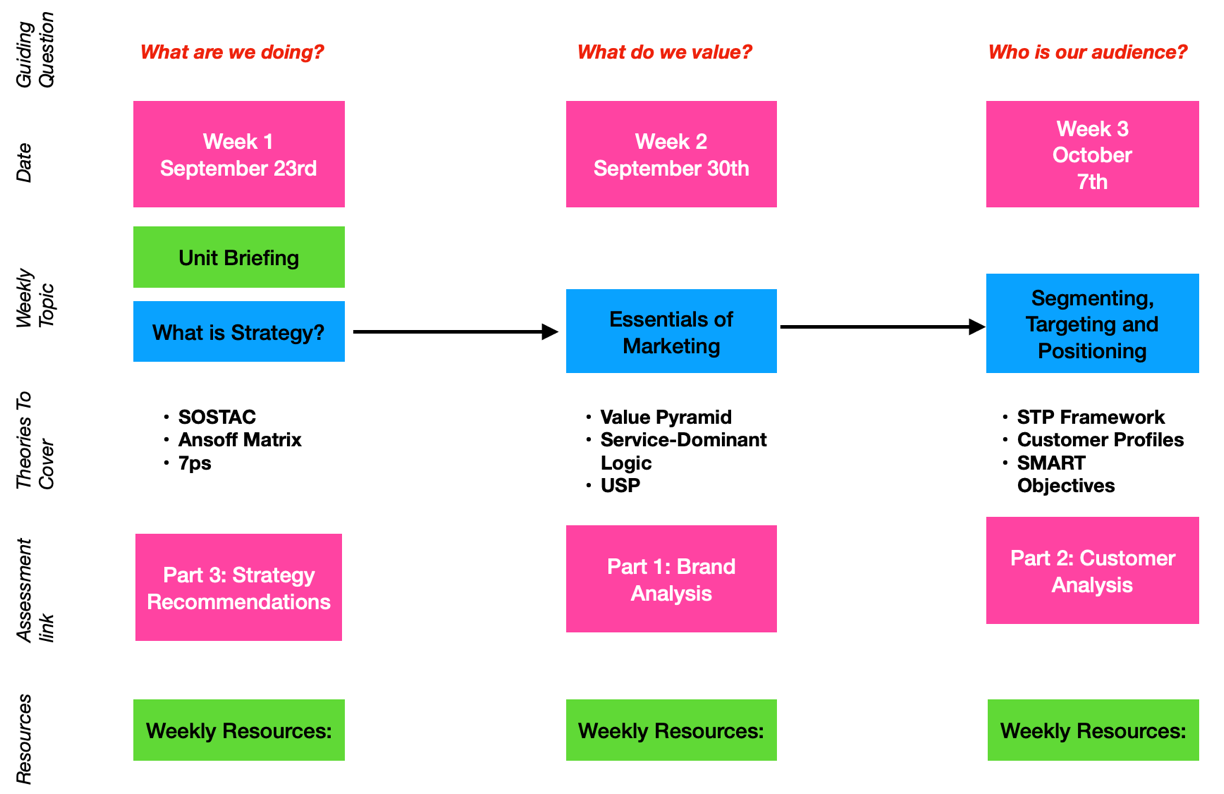 Guiding
Question
What are we doing?
What do we value?
Who is our audience?
Date
Week 1
September 23rd
Week 2
September 30th
Week 3
October
7th
Weekly
Topic
Unit Briefing
What is Strategy?
Essentials of
Marketing
Segmenting,
Targeting and
Positioning
Theories To
Cover
• SOSTAC
• Ansoff Matrix
• 7ps
• Value Pyramid
• Service-Dominant
Logic
• USP
• STP Framework
• Customer Profiles
• SMART
Objectives
Assessment
link
Part 3: Strategy
Recommendations
Part 1: Brand
Analysis
Part 2: Customer
Analysis
Resources
Weekly Resources:
Weekly Resources:
Weekly Resources: